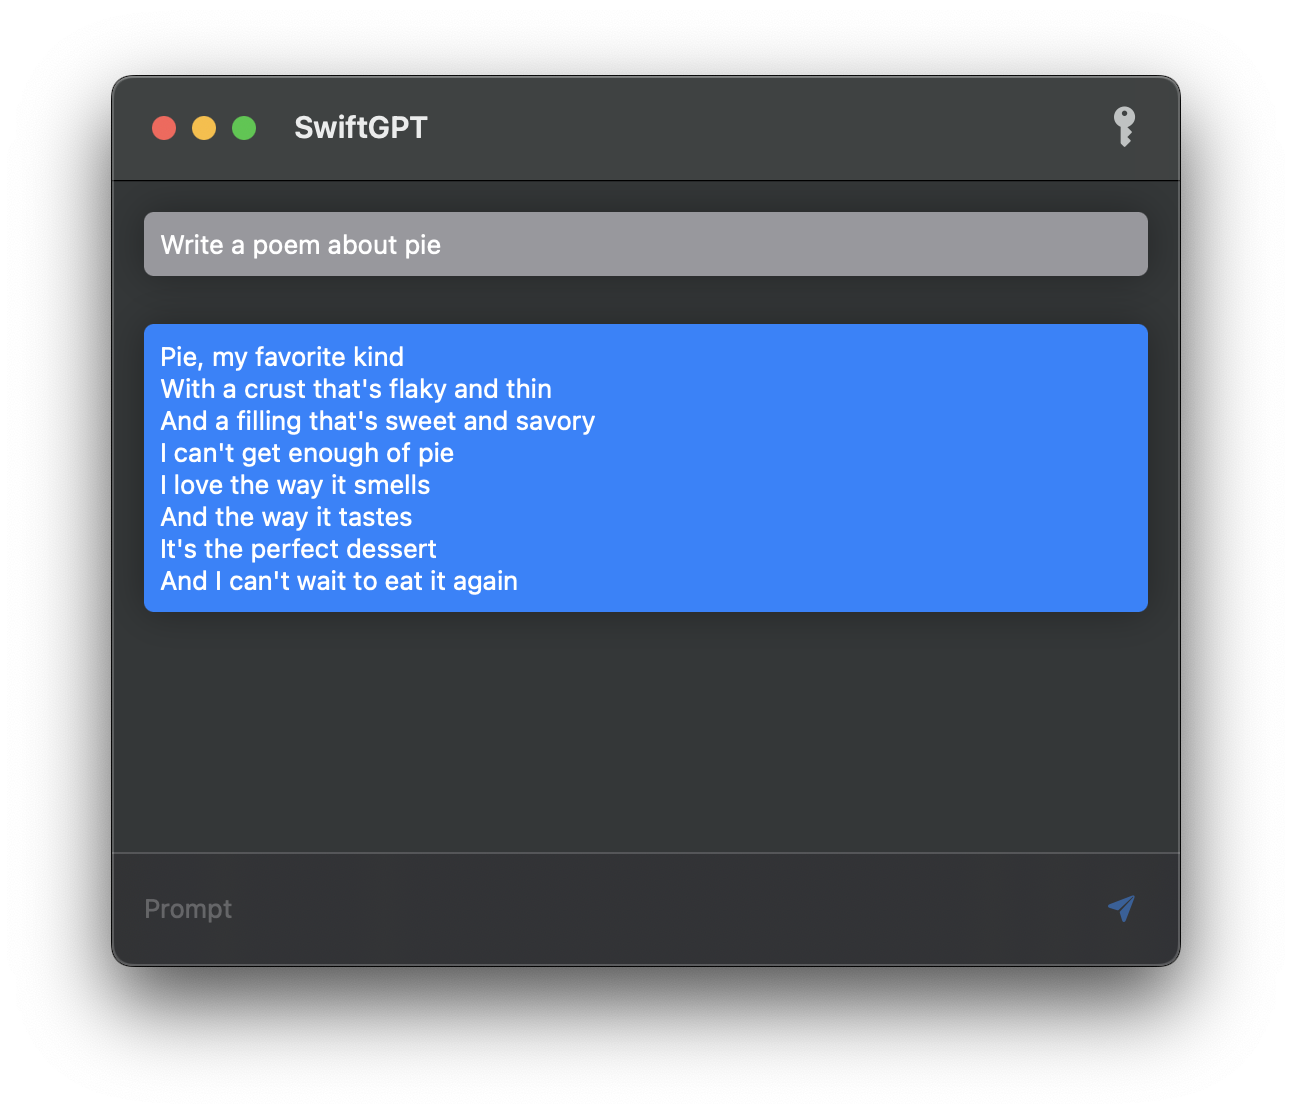 SwiftGPT
Write a poem about pie
Pie, my favorite kind
With a crust that's flaky and thin
And a filling that's sweet and savory
I can't get enough of pie
I love the way it smells
And the way it tastes
It's the perfect dessert
And I can't wait to eat it again
Prompt